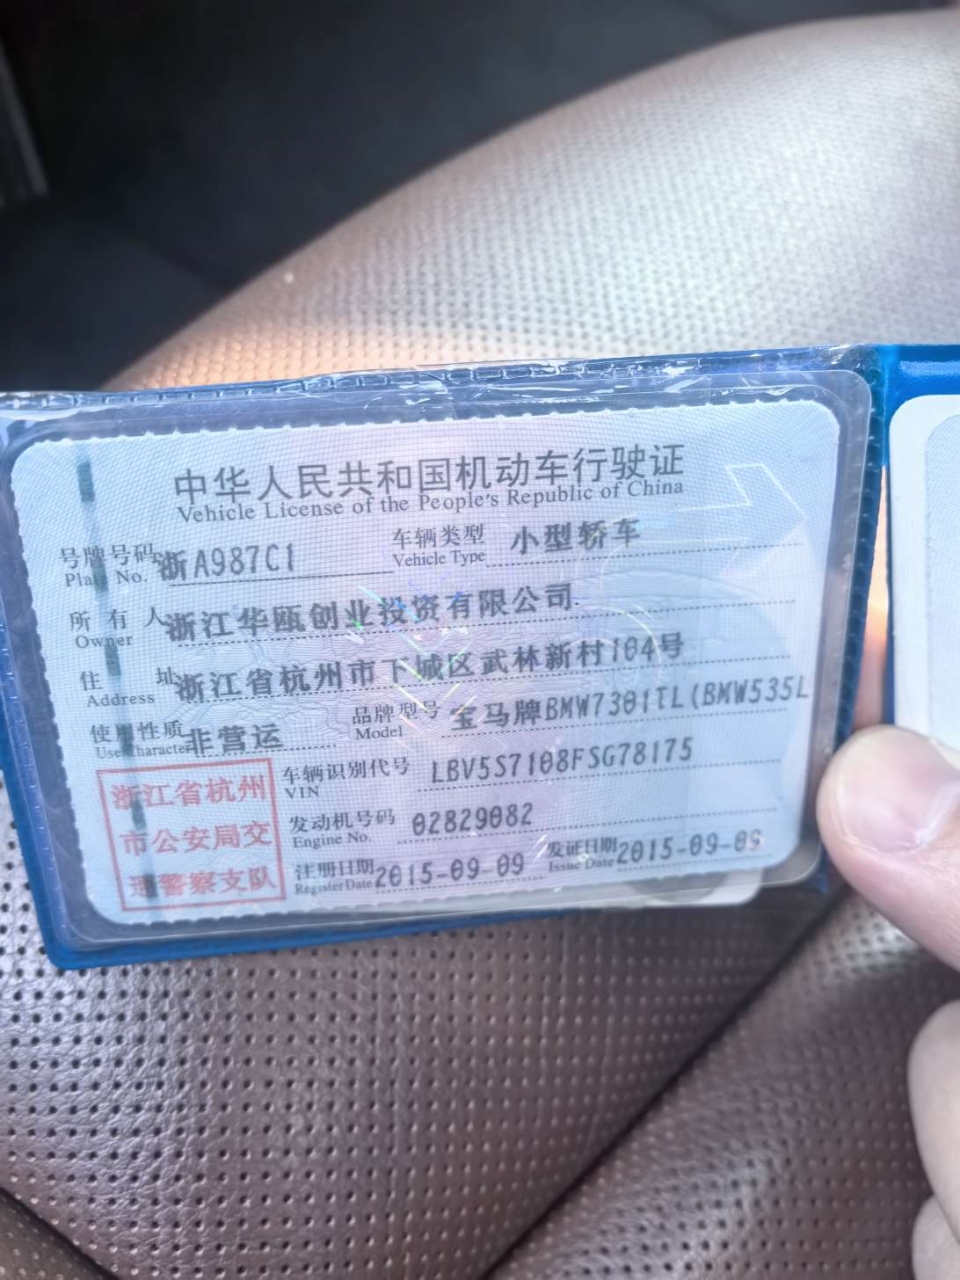 中华人民共和国机动车行驶证
Vehicle License of the People's Republic of China
号牌号码 浙A987C1 车辆类型 小型轿车
Plate No. Vehicle Type
所有人 浙江华瓯创业投资有限公司
Owner
住址 浙江省杭州市下城区武林新村104号
Address
使用性质 非营运 品牌型号 宝马牌BMW7301TL(BMW535L
Use Character Model
浙江省杭州
市公安局交
通警察支队
车辆识别代号 LBV5S7108FSG78175
VIN
发动机号码 02829082
Engine No.
注册日期 2015-09-09 发证日期 2015-09-09
Register Date Issue Date